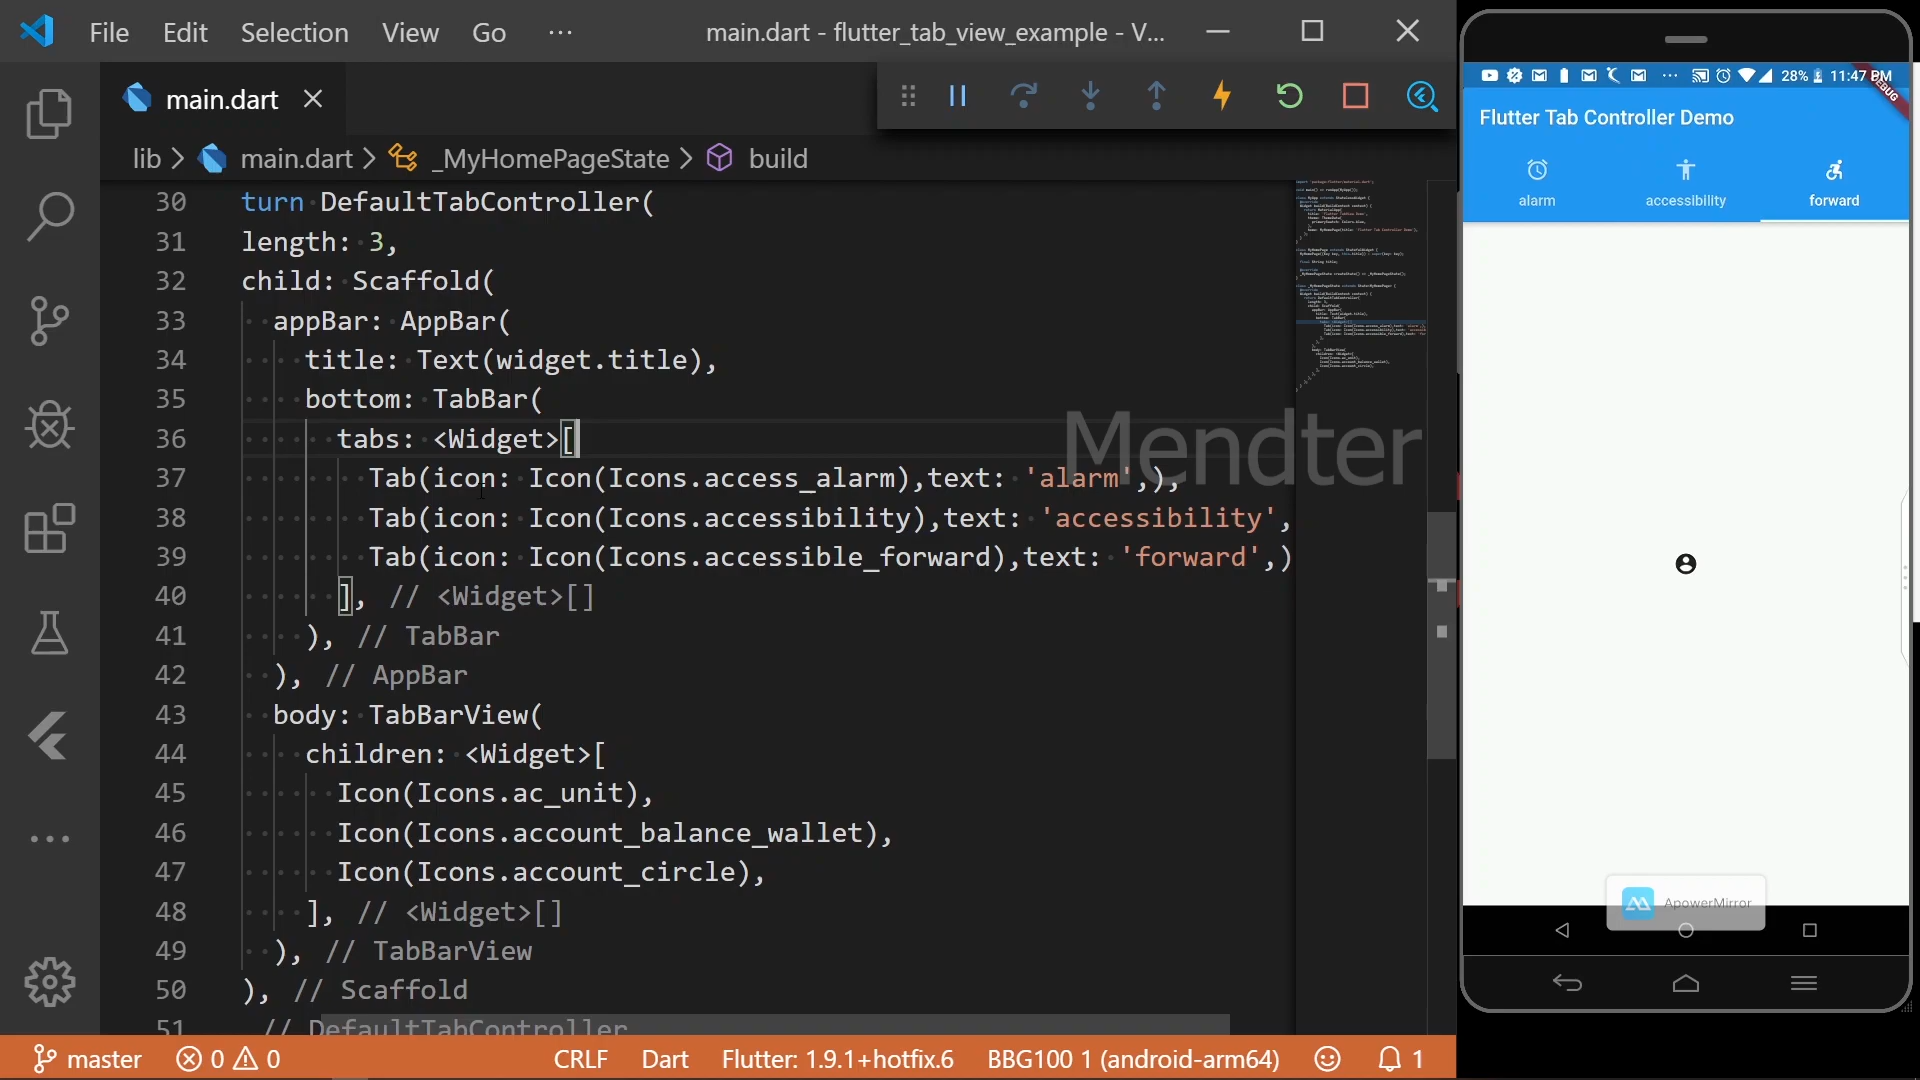 File Edit Selection View Go ··· main.dart - flutter_tab_view_example - V...
main.dart
lib > main.dart > _MyHomePageState > build
30 turn DefaultTabController(
31 length: 3,
32 child: Scaffold(
33 appBar: AppBar(
34 title: Text(widget.title),
35 bottom: TabBar(
36 tabs: <Widget>[
37 Tab(icon: Icon(Icons.access_alarm),text: 'alarm',),
38 Tab(icon: Icon(Icons.accessibility),text: 'accessibility',
39 Tab(icon: Icon(Icons.accessible_forward),text: 'forward',)
40 ], // <Widget>[]
41 ), // TabBar
42 ), // AppBar
43 body: TabBarView(
44 children: <Widget>[
45 Icon(Icons.ac_unit),
46 Icon(Icons.account_balance_wallet),
47 Icon(Icons.account_circle),
48 ], // <Widget>[]
49 ), // TabBarView
50 ), // Scaffold
51 // DefaultTabController
Mendter
master 0 0 CRLF Dart Flutter: 1.9.1+hotfix.6 BBG100 1 (android-arm64) 1
28% 11:47 PM
DEBUG
Flutter Tab Controller Demo
alarm accessibility forward
ApowerMirror